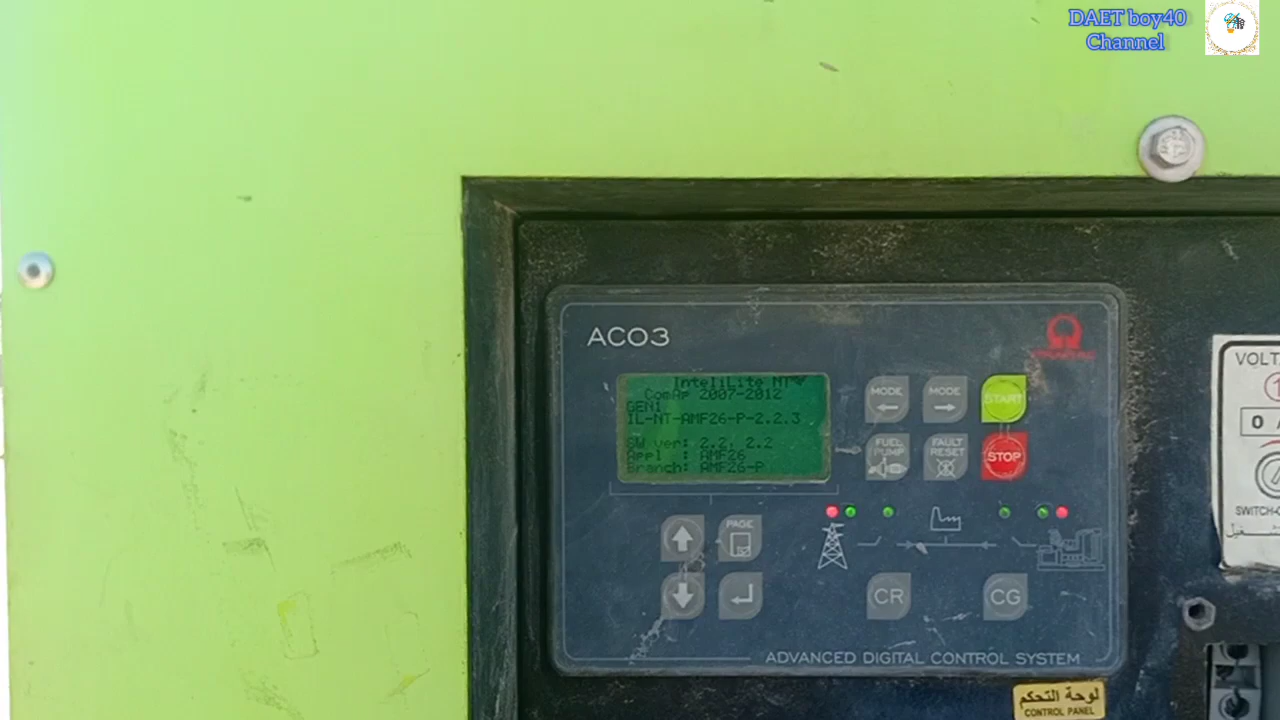 DAET boy40
Channel
ACO3
InteliLite NT
ComAp 2007-2012
GEN1
IL-NT-AMF26-P-2.2.3
SW ver: 2.2, 2.2
Appl : AMF26
Branch: AMF26-P
MODE
MODE
START
FUEL
PUMP
FAULT
RESET
STOP
PAGE
CR
CG
ADVANCED DIGITAL CONTROL SYSTEM
لوحة التحكم
CONTROL PANEL
VOLT
0
SWITCH-